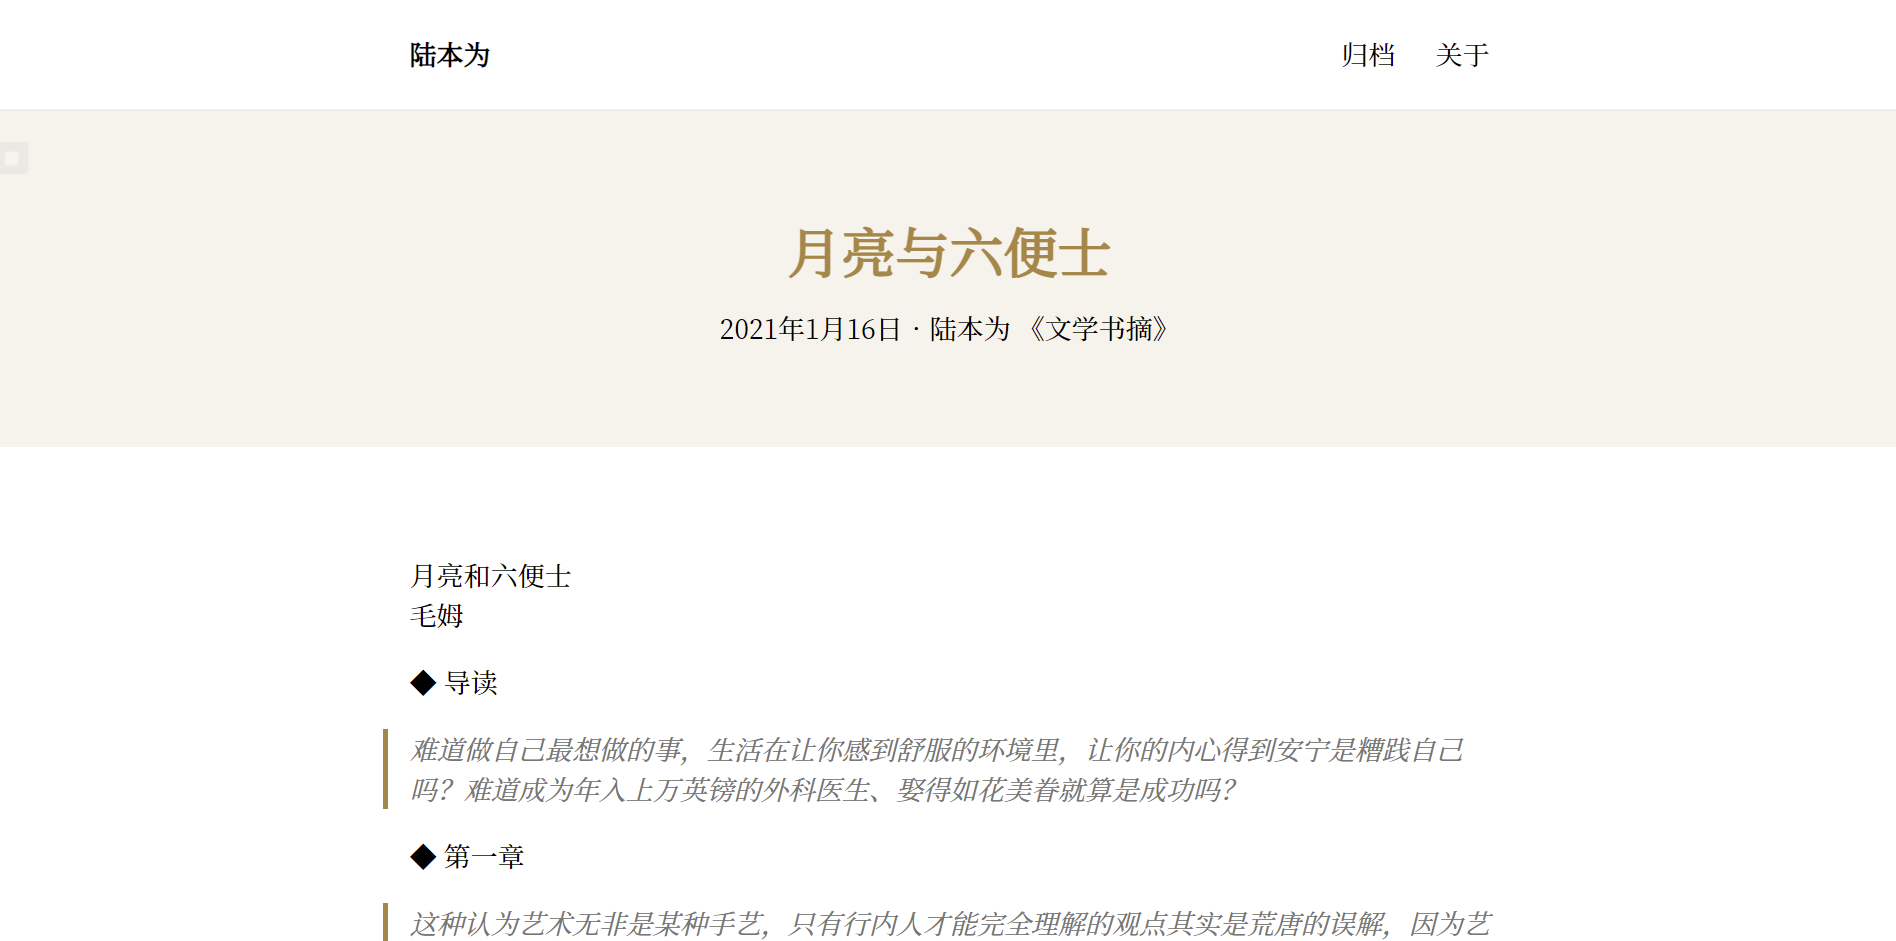 陆本为
归档 关于
月亮与六便士
2021年1月16日 · 陆本为 《文学书摘》
月亮和六便士
毛姆
◆ 导读
难道做自己最想做的事，生活在让你感到舒服的环境里，让你的内心得到安宁是糟践自己
吗？难道成为年入上万英镑的外科医生、娶得如花美眷就算是成功吗？
◆ 第一章
这种认为艺术无非是某种手艺，只有行内人才能完全理解的观点其实是荒唐的误解，因为艺